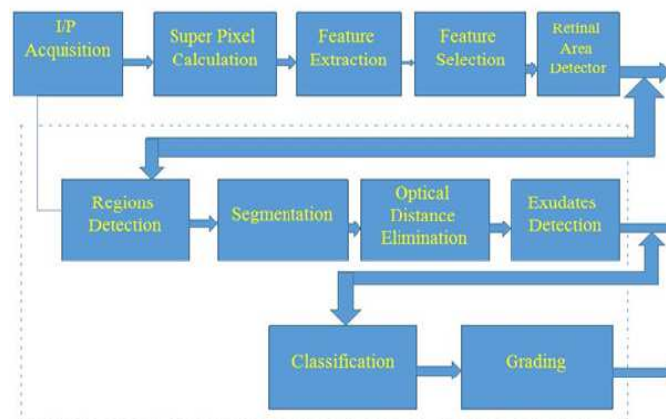 I/P
Acquisition
Super Pixel
Calculation
Feature
Extraction
Feature
Selection
Retinal
Area
Detector
Regions
Detection
Segmentation
Optical
Distance
Elimination
Exudates
Detection
Classification
Grading